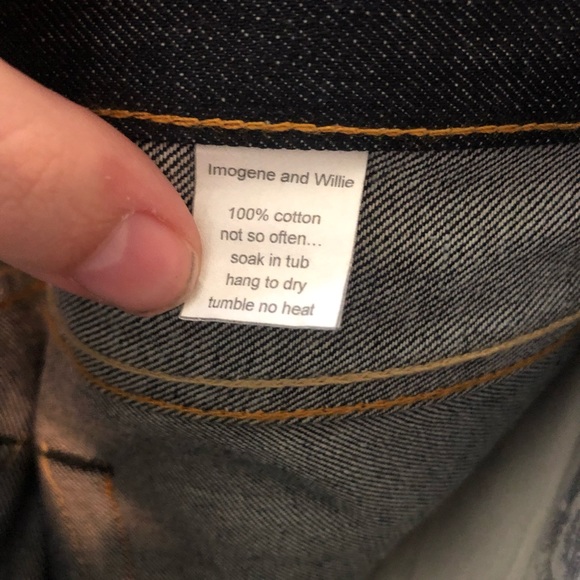 Imogene and Willie
100% cotton
not so often...
soak in tub
hang to dry
tumble no heat